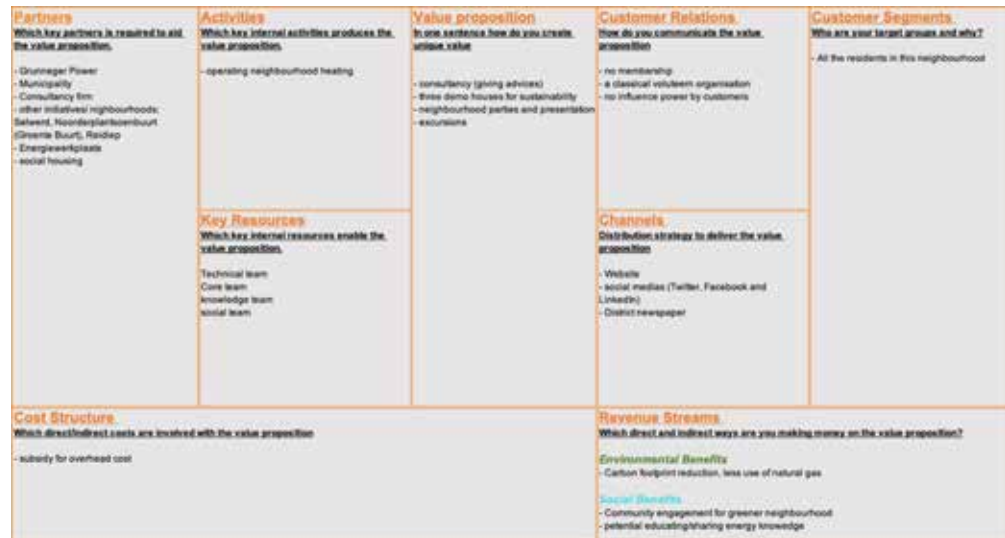 Partners
Which key partners is required to aid
the value proposition.
- Grunneger Power
- Municipality
- Consultancy firm
- other initiatives/ nighbourhoods:
Selwerd, Noorderplantsoenbuurt
(Groente Buurt), Reidiep
- Energiewerkplaats
- social housing
Activities
Which key internal activities produces the
value proposition.
- operating neighbourhood heating
Key Resources
Which key internal resources enable the
value proposition.
Technical team
Core team
knowledge team
social team
Value proposition
In one sentence how do you create
unique value
- consultancy (giving advices)
- three demo houses for sustainability
- neighbourhood parties and presentation
- excursions
Customer Relations
How do you communicate the value
proposition
- no membership
- a classical voluteern organisation
- no influence power by customers
Channels
Distribution strategy to deliver the value
proposition
- Website
- social medias (Twitter, Facebook and
LinkedIn)
- District newspaper
Customer Segments
Who are your target groups and why?
- All the residents in this neighbourhood
Cost Structure
Which direct/indirect costs are involved with the value proposition
- subsidy for overhead cost
Revenue Streams
Which direct and indirect ways are you making money on the value proposition?
Environmental Benefits
- Carbon footprint reduction, less use of natural gas
Social Benefits
- Community engagement for greener neighbourhood
- potential educating/sharing energy knowedge